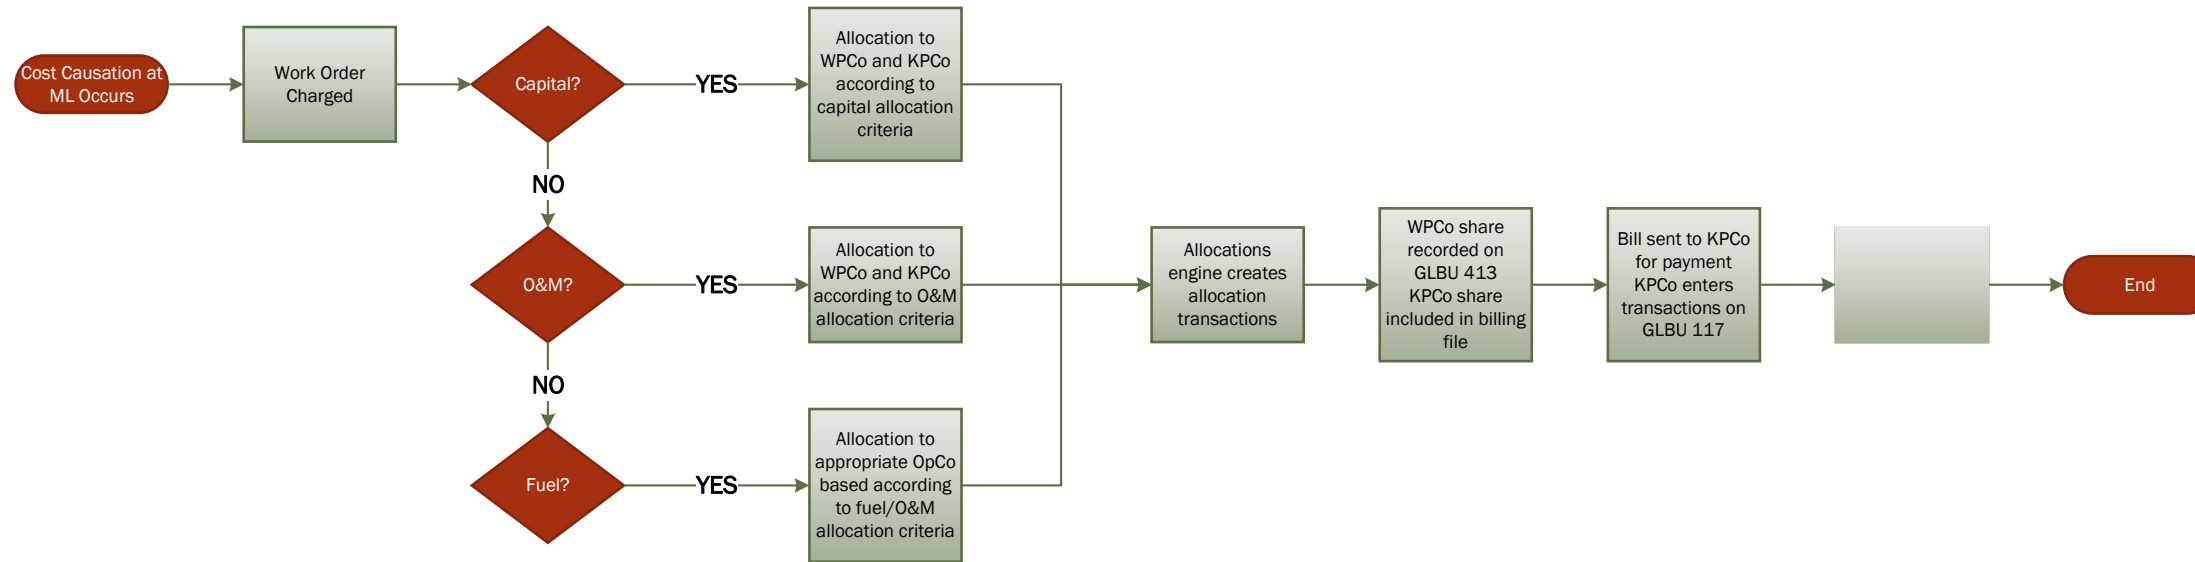 Cost Causation at
ML Occurs
Work Order
Charged
Capital?
YES
Allocation to
WPCo and KPCo
according to
capital allocation
criteria
NO
O&M?
YES
Allocation to
WPCo and KPCo
according to O&M
allocation criteria
NO
Fuel?
YES
Allocation to
appropriate OpCo
based according
to fuel/O&M
allocation criteria
Allocations
engine creates
allocation
transactions
WPCo share
recorded on
GLBU 413
KPCo share
included in billing
file
Bill sent to KPCo
for payment
KPCo enters
transactions on
GLBU 117
End